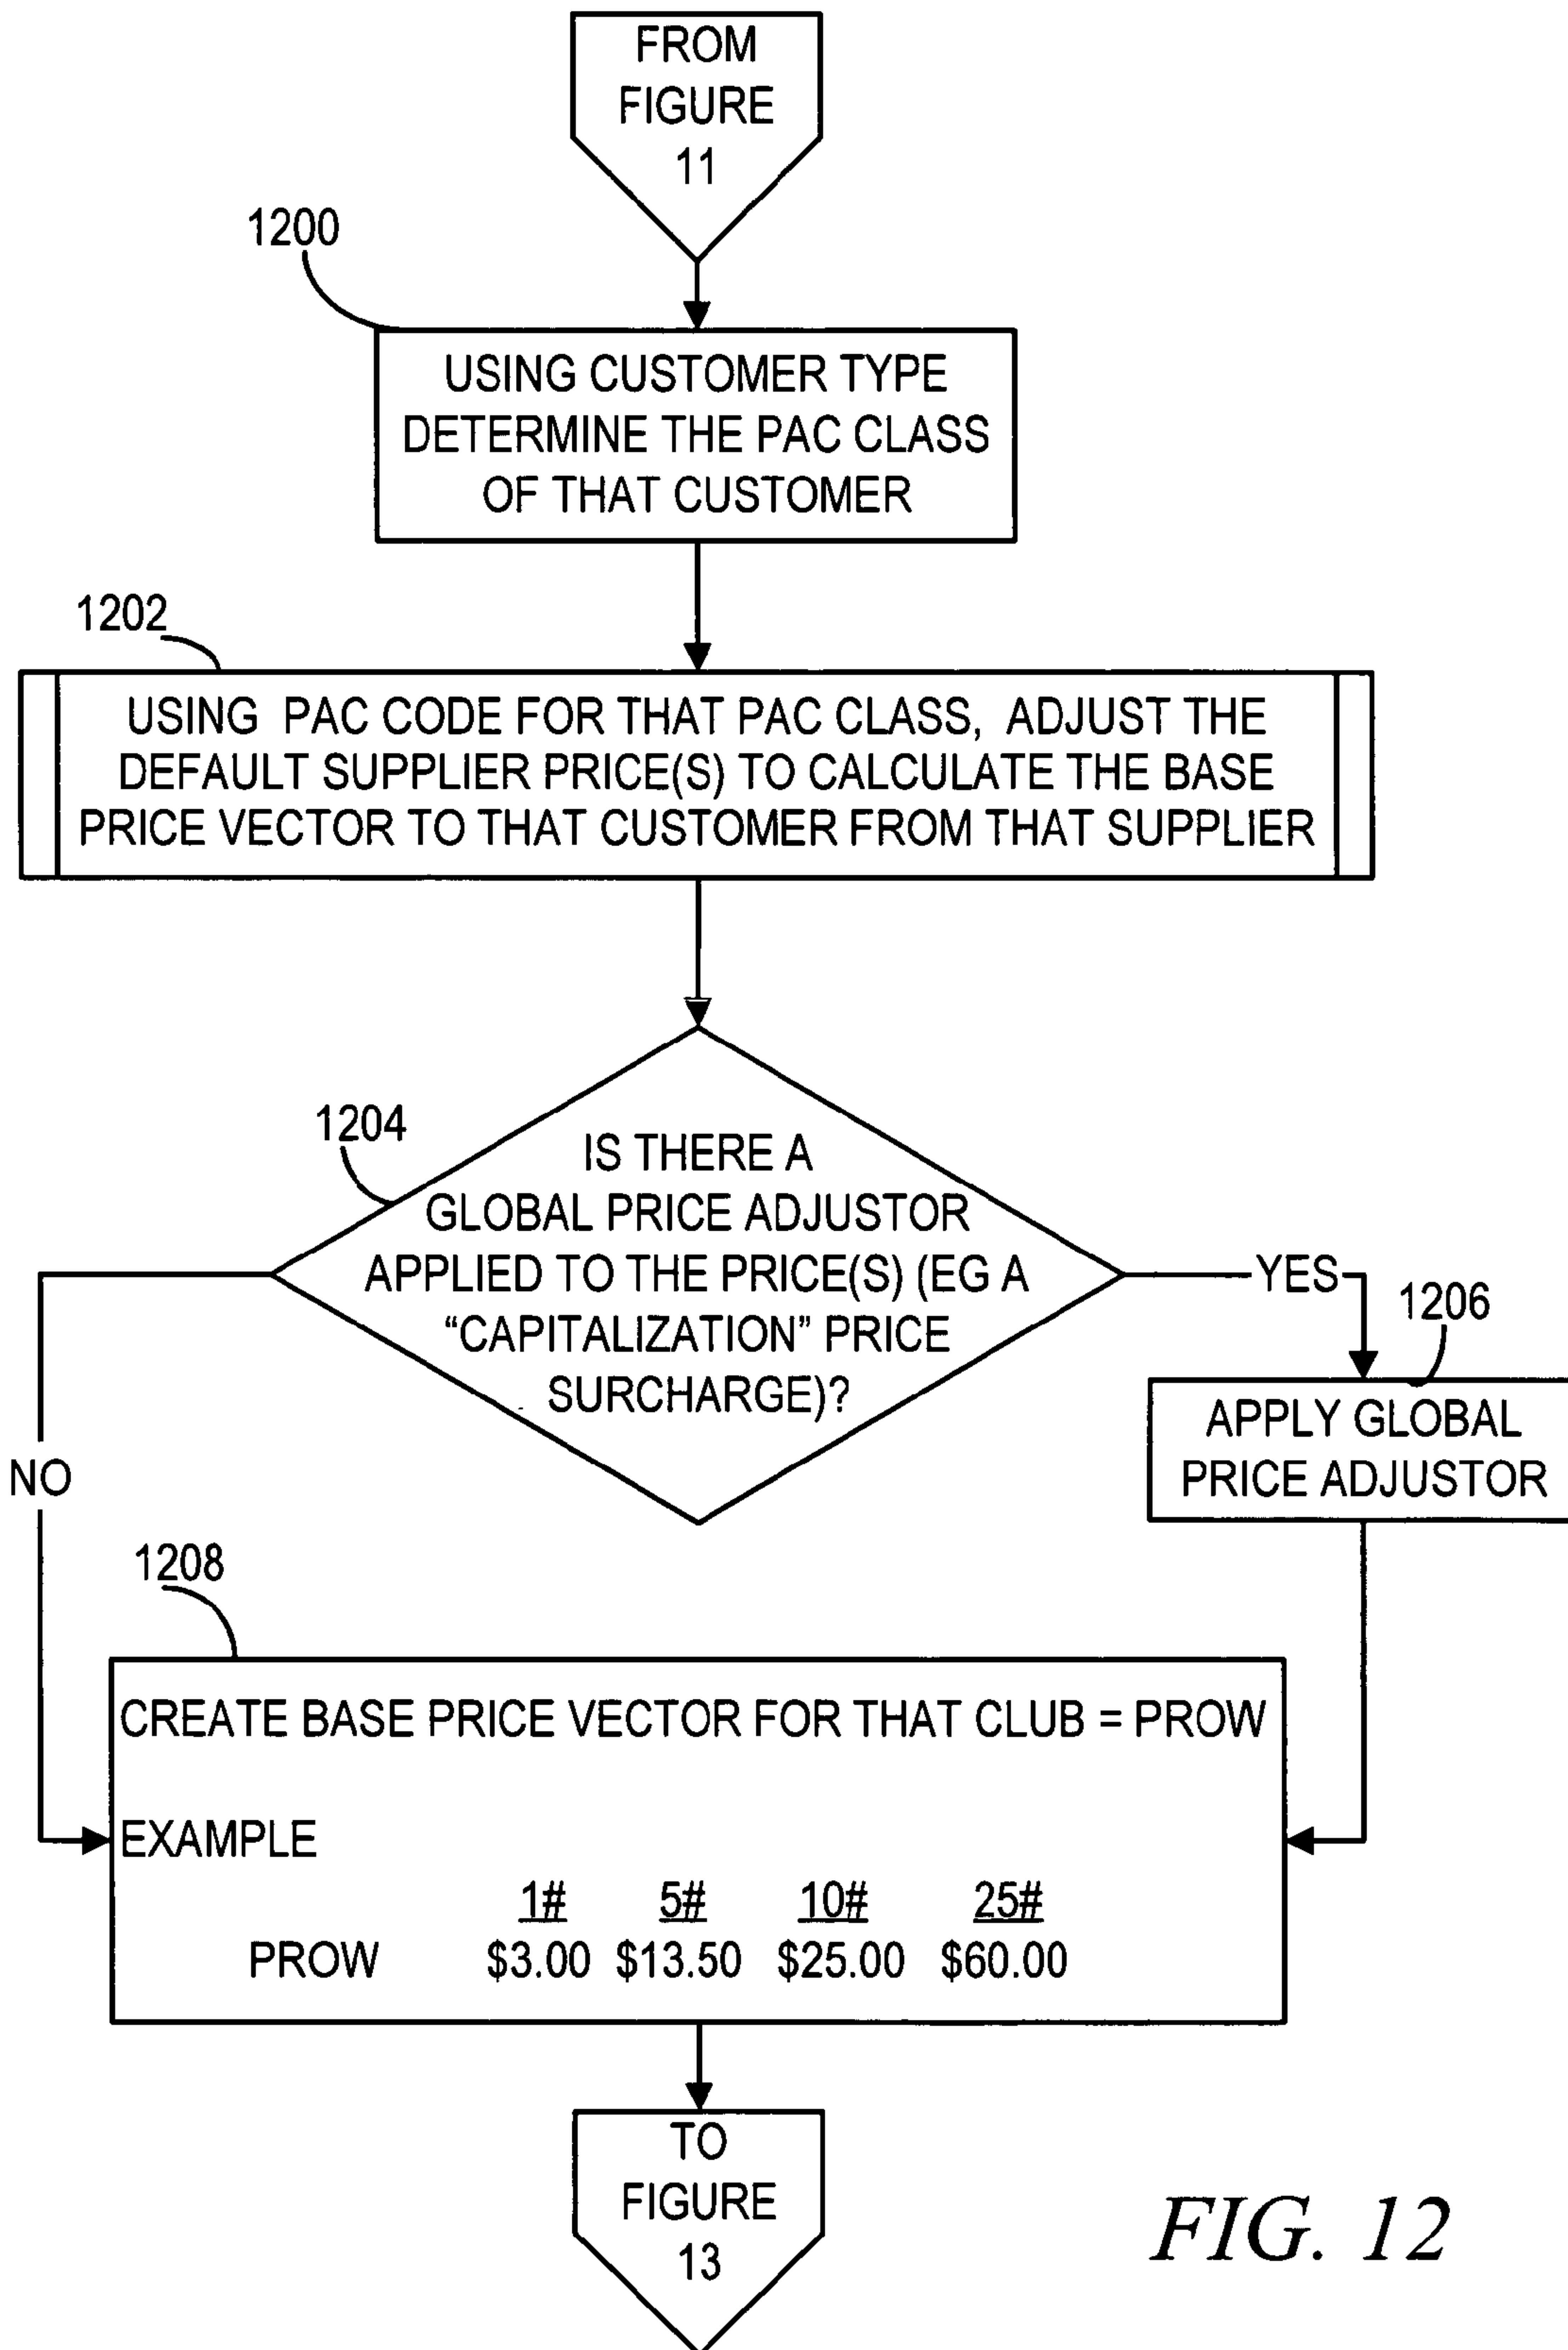 FROM
FIGURE
11
1200
USING CUSTOMER TYPE
DETERMINE THE PAC CLASS
OF THAT CUSTOMER
1202
USING PAC CODE FOR THAT PAC CLASS, ADJUST THE
DEFAULT SUPPLIER PRICE(S) TO CALCULATE THE BASE
PRICE VECTOR TO THAT CUSTOMER FROM THAT SUPPLIER
1204
IS THERE A
GLOBAL PRICE ADJUSTOR
APPLIED TO THE PRICE(S) (EG A
“CAPITALIZATION” PRICE
SURCHARGE)?
YES
1206
APPLY GLOBAL
PRICE ADJUSTOR
NO
1208
CREATE BASE PRICE VECTOR FOR THAT CLUB = PROW
EXAMPLE
1# 5# 10# 25#
PROW $3.00 $13.50 $25.00 $60.00
TO
FIGURE
13
FIG. 12